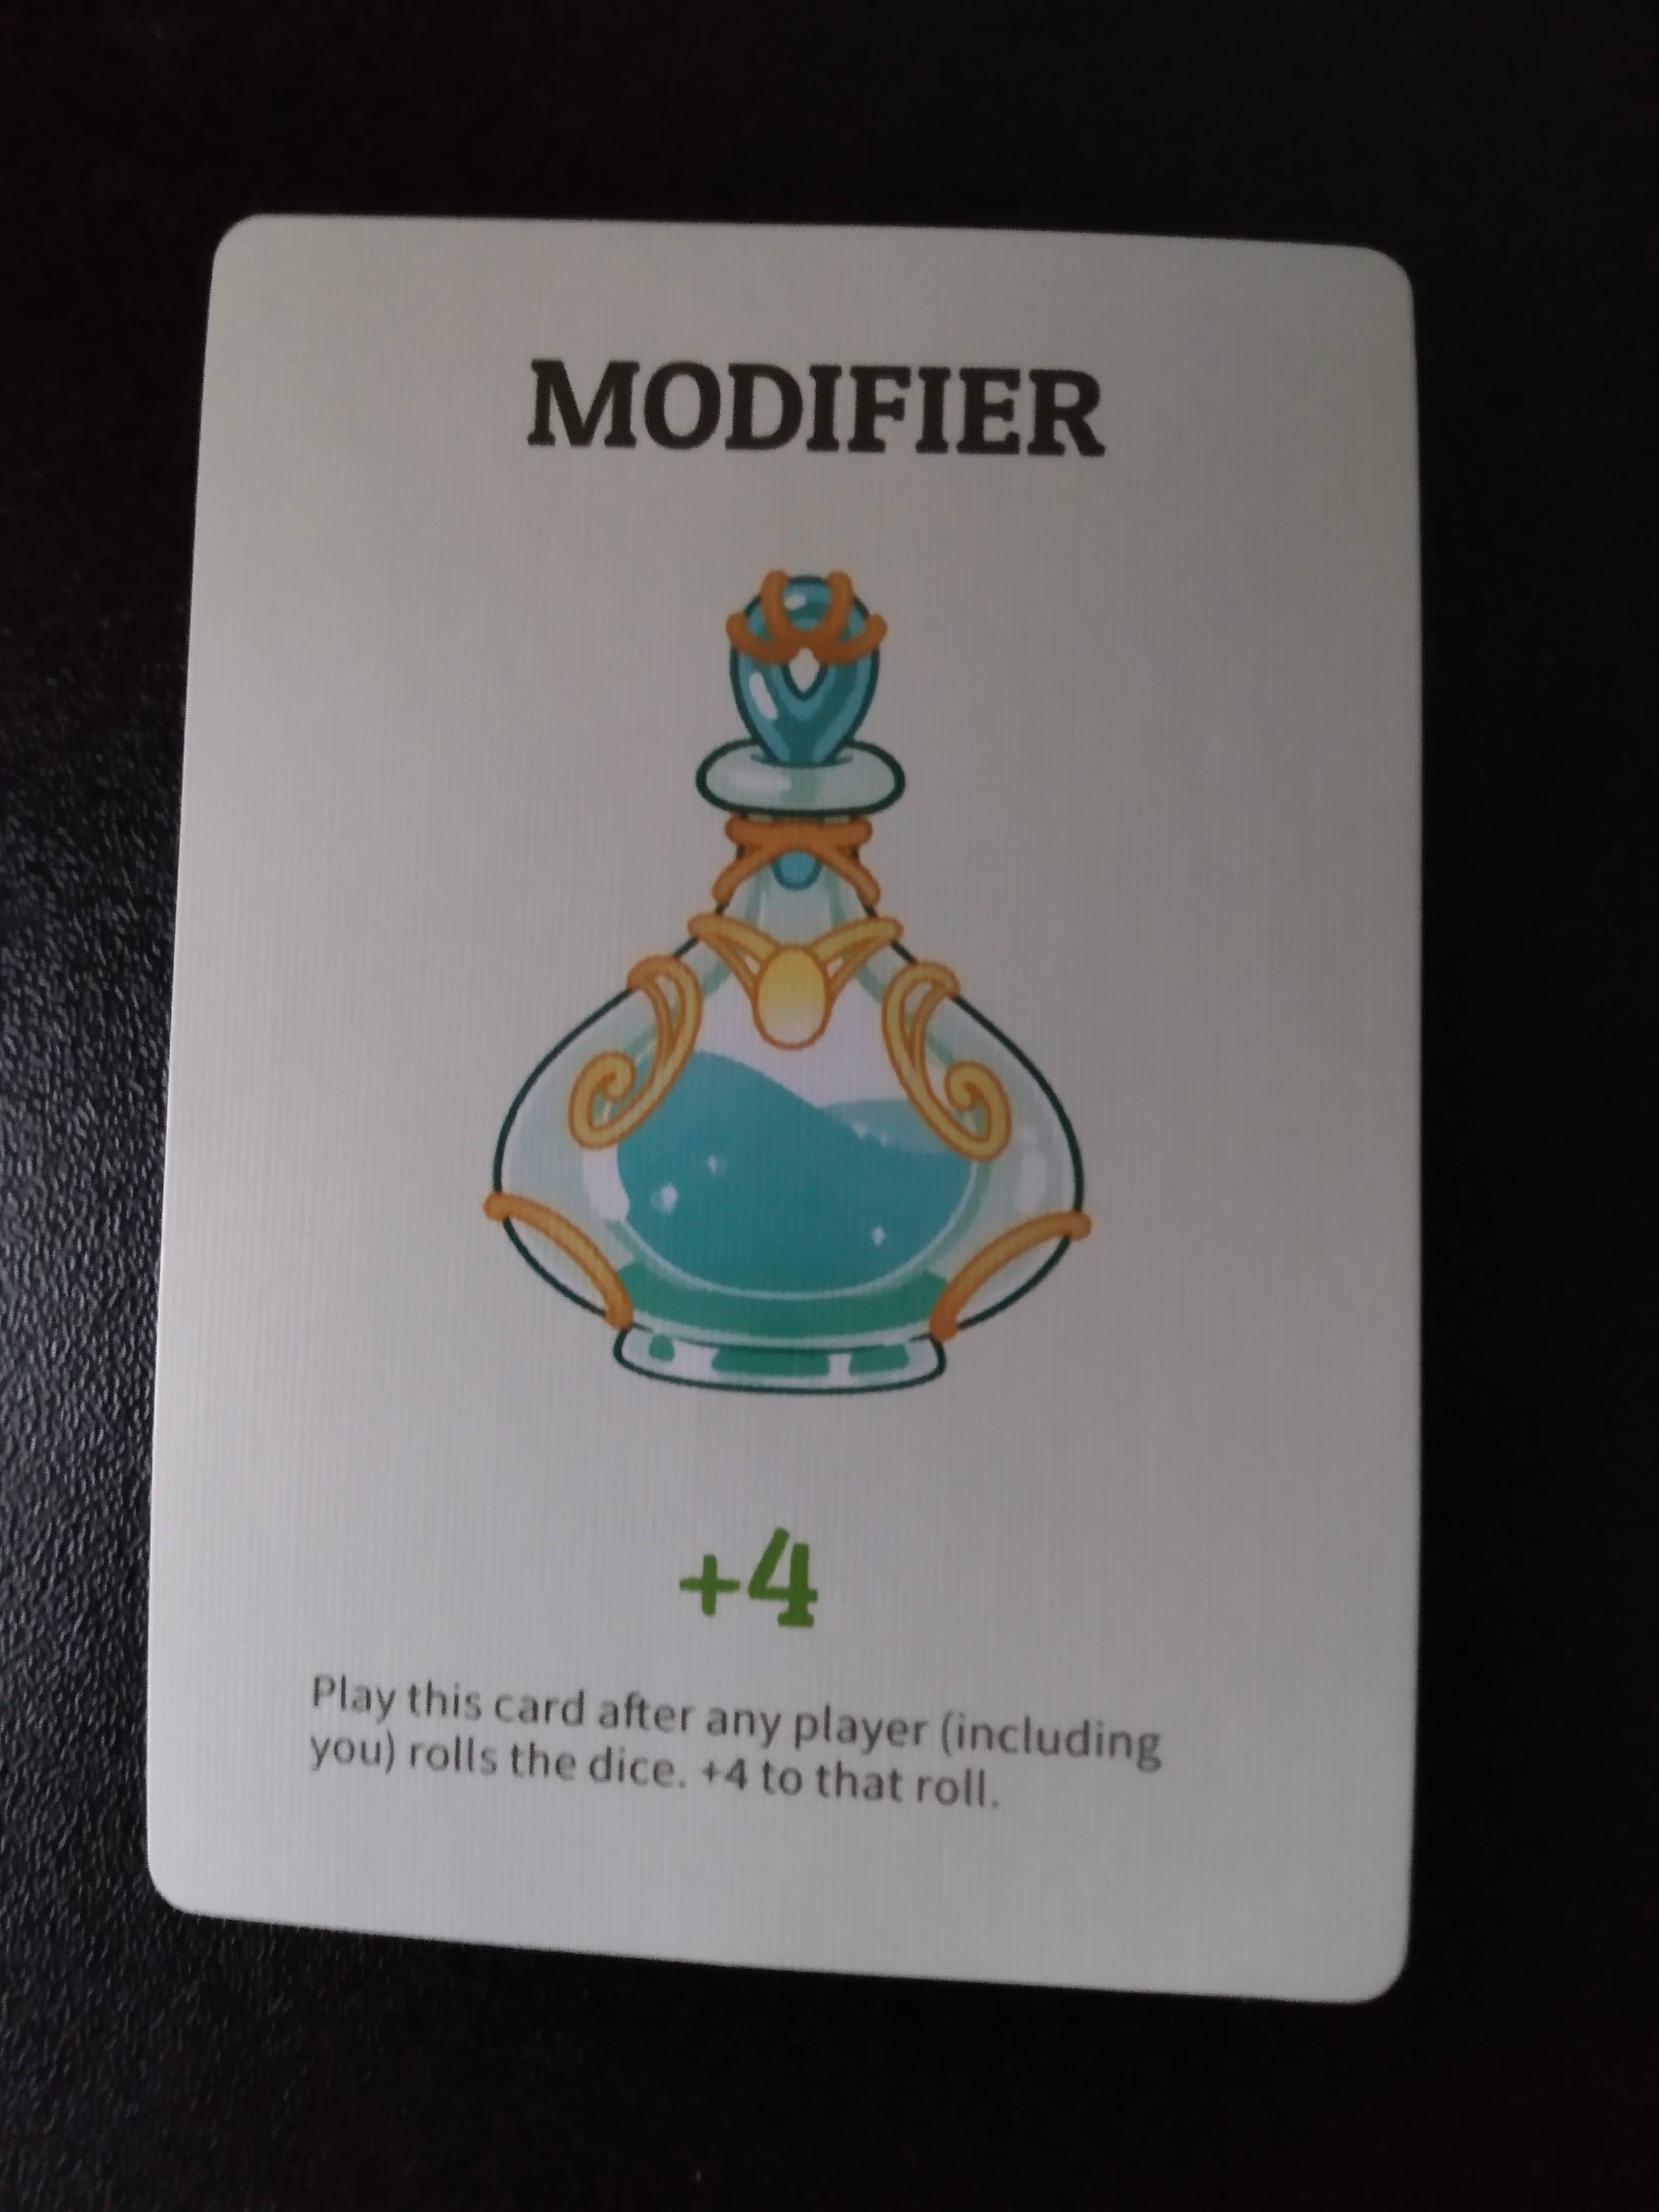 MODIFIER
+4
Play this card after any player (including
you) rolls the dice. +4 to that roll.